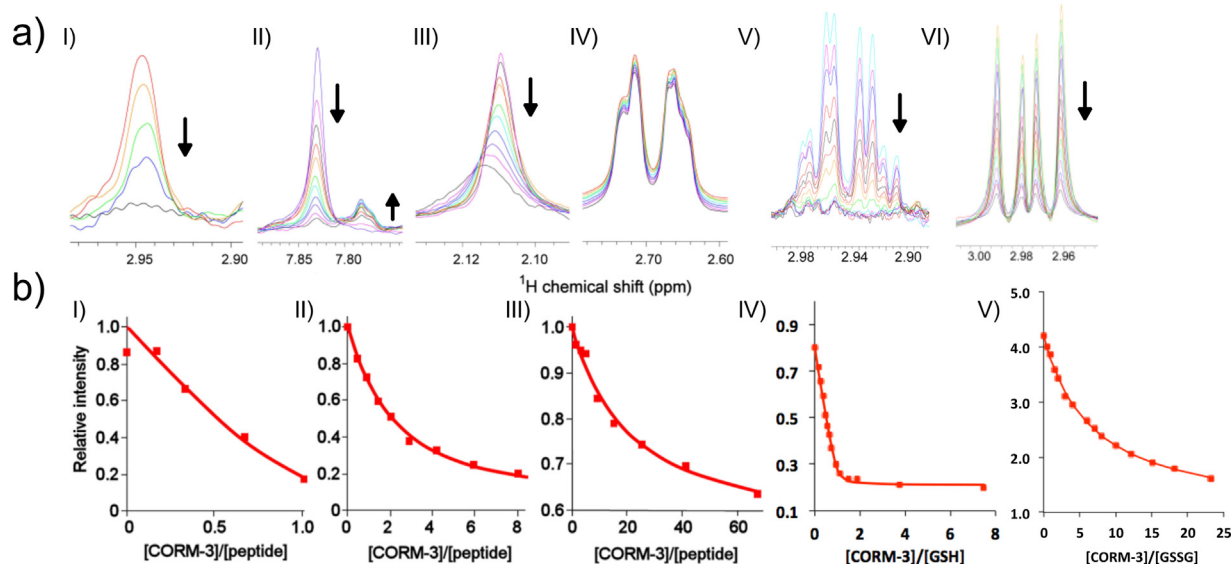 a)
I)
II)
III)
IV)
V)
VI)
2.95 2.90
7.85 7.80
2.12 2.10
2.70 2.60
2.98 2.94 2.90
3.00 2.98 2.96
¹H chemical shift (ppm)
b)
I)
II)
III)
IV)
V)
Relative intensity
1.0
0.8
0.6
0.4
0.2
0
0 0.5 1.0
[CORM-3]/[peptide]
1.0
0.8
0.6
0.4
0.2
0
0 2 4 6 8
[CORM-3]/[peptide]
1.0
0.9
0.8
0.7
0.6
0 20 40 60
[CORM-3]/[peptide]
0.9
0.7
0.5
0.3
0.1
0 2 4 6 8
[CORM-3]/[GSH]
5.0
4.0
3.0
2.0
1.0
0 5 10 15 20 25
[CORM-3]/[GSSG]